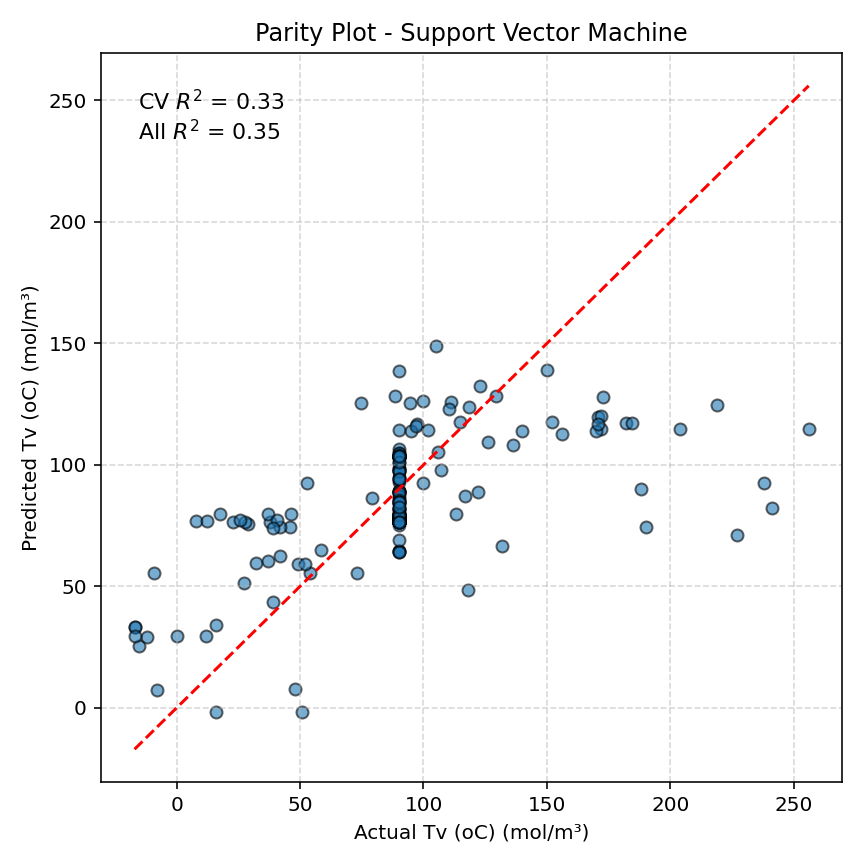 Parity Plot - Support Vector Machine
CV R² = 0.33
All R² = 0.35
Predicted Tv (oC) (mol/m³)
250
200
150
100
50
0
0 50 100 150 200 250
Actual Tv (oC) (mol/m³)